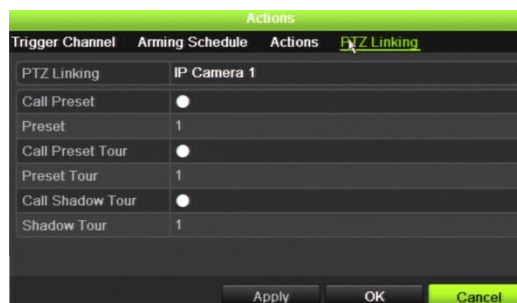 Actions
Trigger Channel Arming Schedule Actions PTZ Linking
PTZ Linking IP Camera 1
Call Preset
Preset 1
Call Preset Tour
Preset Tour 1
Call Shadow Tour
Shadow Tour 1
Apply OK Cancel